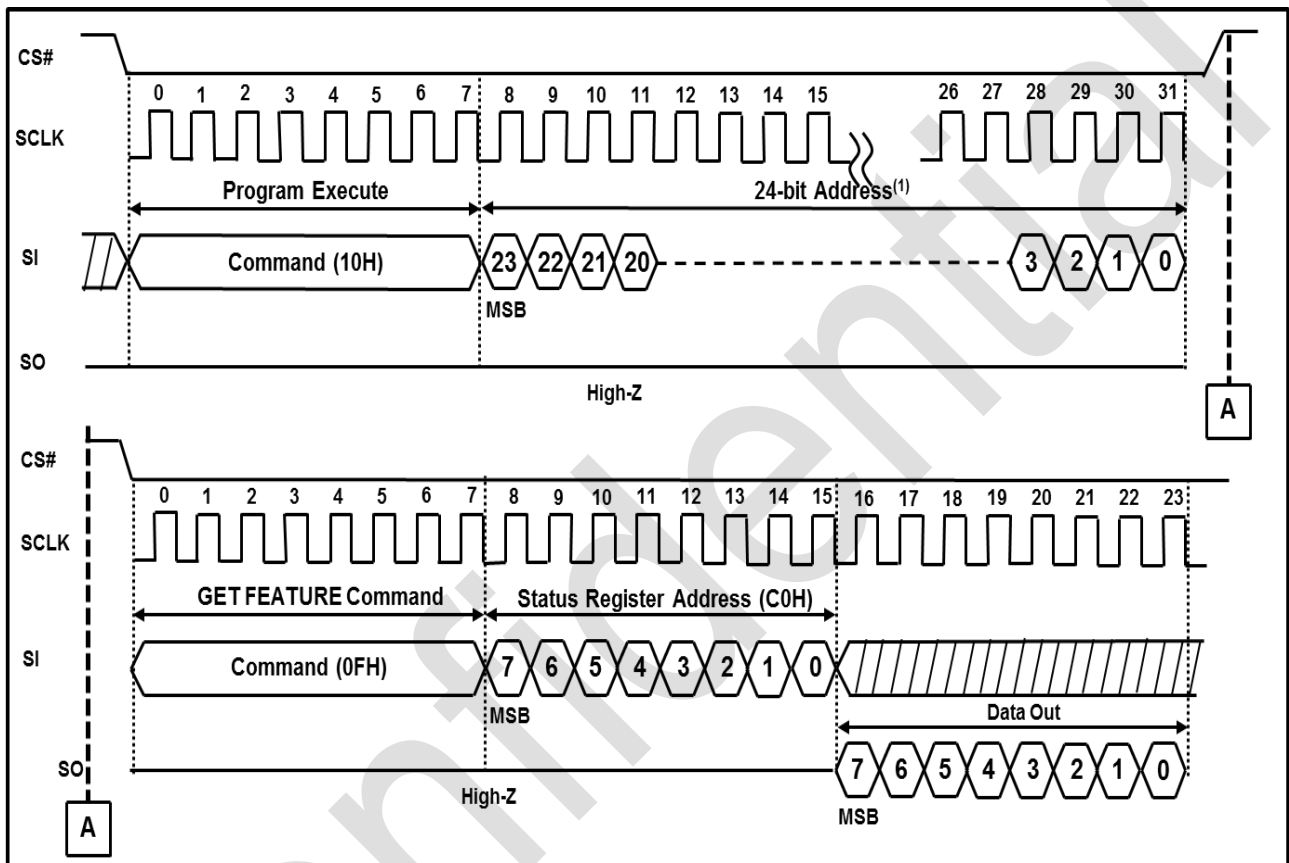 CS#
0 1 2 3 4 5 6 7 8 9 10 11 12 13 14 15 26 27 28 29 30 31
SCLK
Program Execute 24-bit Address(1)
SI Command (10H) 23 22 21 20 3 2 1 0
MSB
SO
High-Z
A
CS#
0 1 2 3 4 5 6 7 8 9 10 11 12 13 14 15 16 17 18 19 20 21 22 23
SCLK
GET FEATURE Command Status Register Address (C0H)
SI Command (0FH) 7 6 5 4 3 2 1 0
MSB Data Out
SO 7 6 5 4 3 2 1 0
High-Z
MSB
A